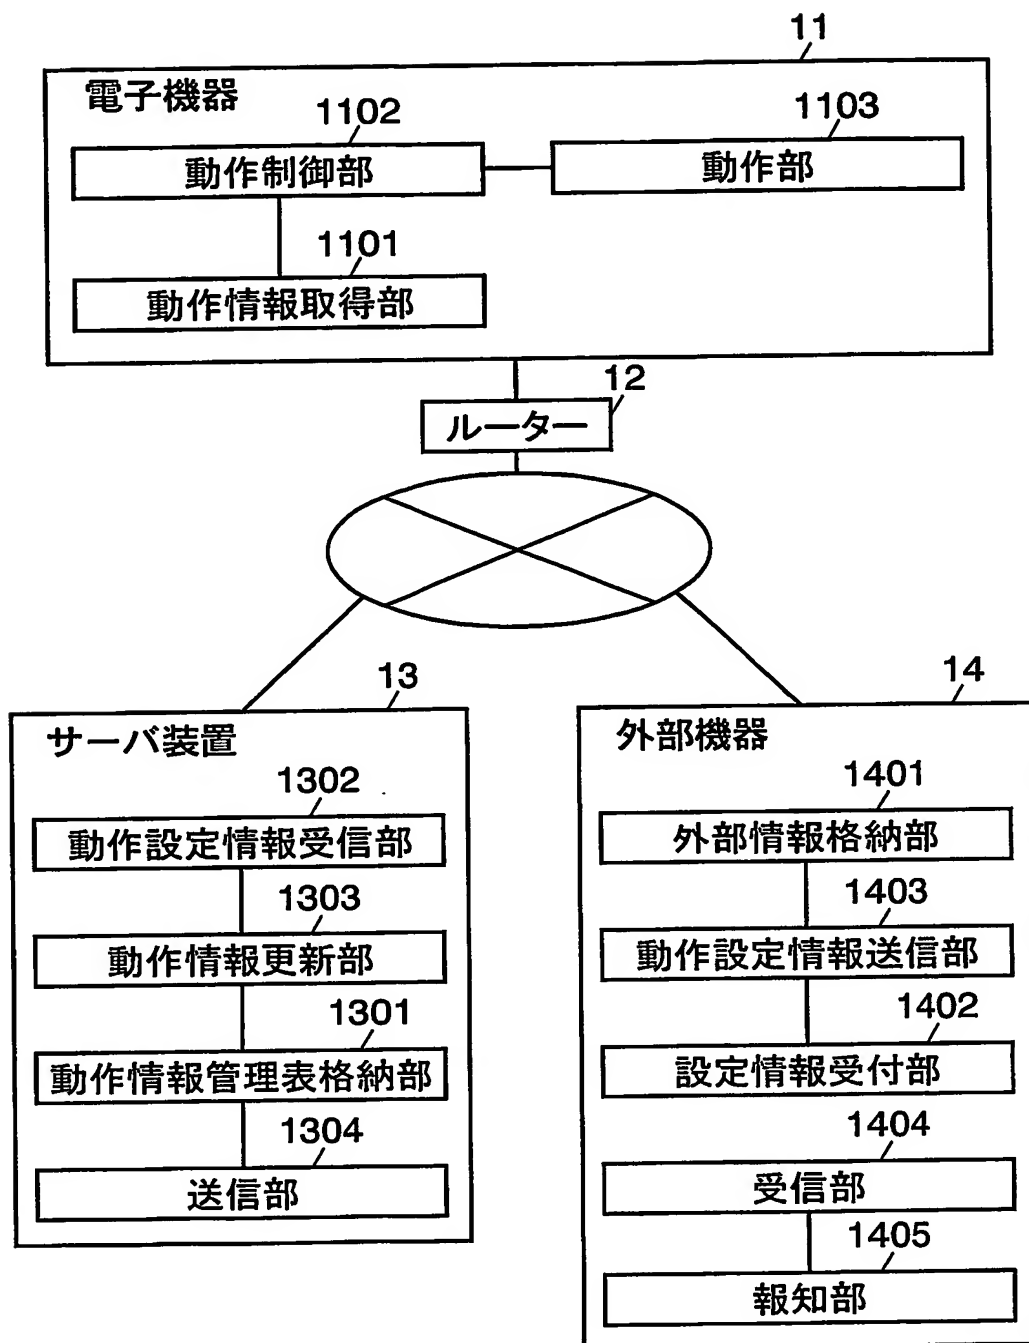 11
電子機器
1102
1103
動作制御部
動作部
1101
動作情報取得部
12
ルーター
13
サーバ装置
1302
動作設定情報受信部
1303
動作情報更新部
1301
動作情報管理表格納部
1304
送信部
14
外部機器
1401
外部情報格納部
1403
動作設定情報送信部
1402
設定情報受付部
1404
受信部
1405
報知部